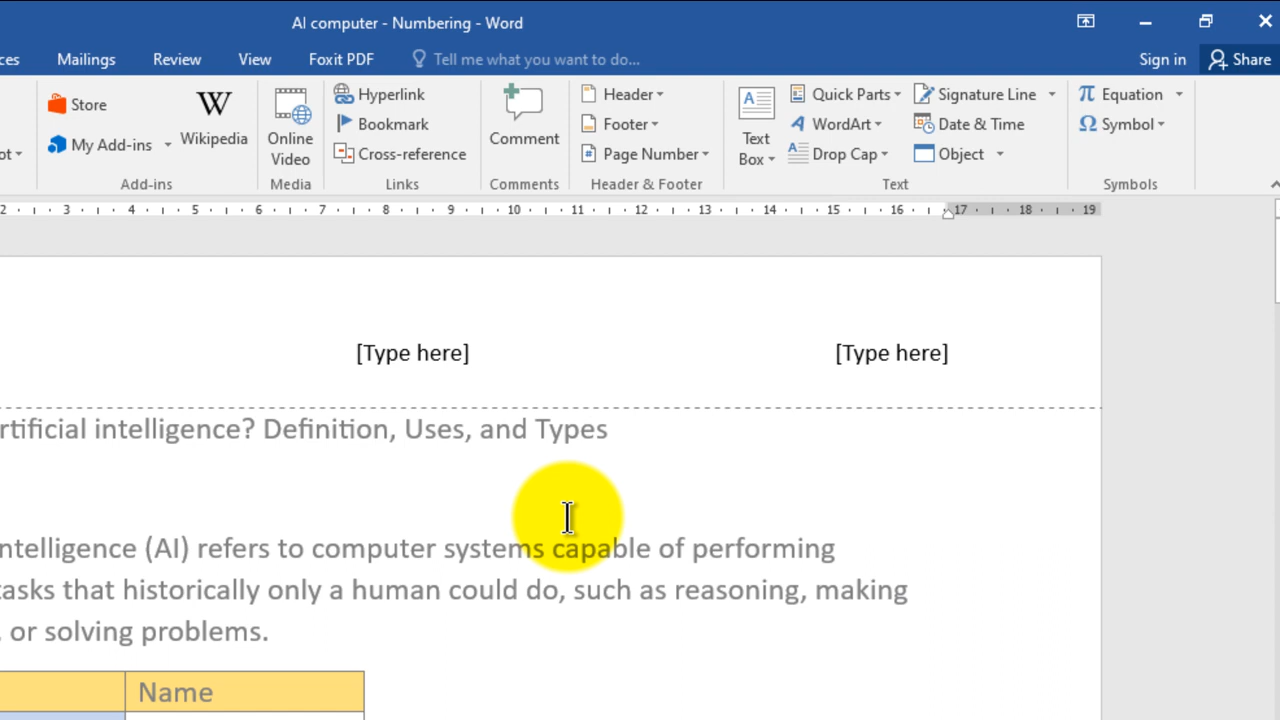 AI computer - Numbering - Word
ces Mailings Review View Foxit PDF Tell me what you want to do... Sign in Share
Store
My Add-ins
Wikipedia
Add-ins
Online
Video
Media
Hyperlink
Bookmark
Cross-reference
Links
Comment
Comments
Header
Footer
Page Number
Header & Footer
Text
Box
Quick Parts
WordArt
Drop Cap
Signature Line
Date & Time
Object
Text
Equation
Symbol
Symbols
2 3 4 5 6 7 8 9 10 11 12 13 14 15 16 17 18 19
[Type here] [Type here]
rtificial intelligence? Definition, Uses, and Types
ntelligence (AI) refers to computer systems capable of performing
tasks that historically only a human could do, such as reasoning, making
, or solving problems.
Name